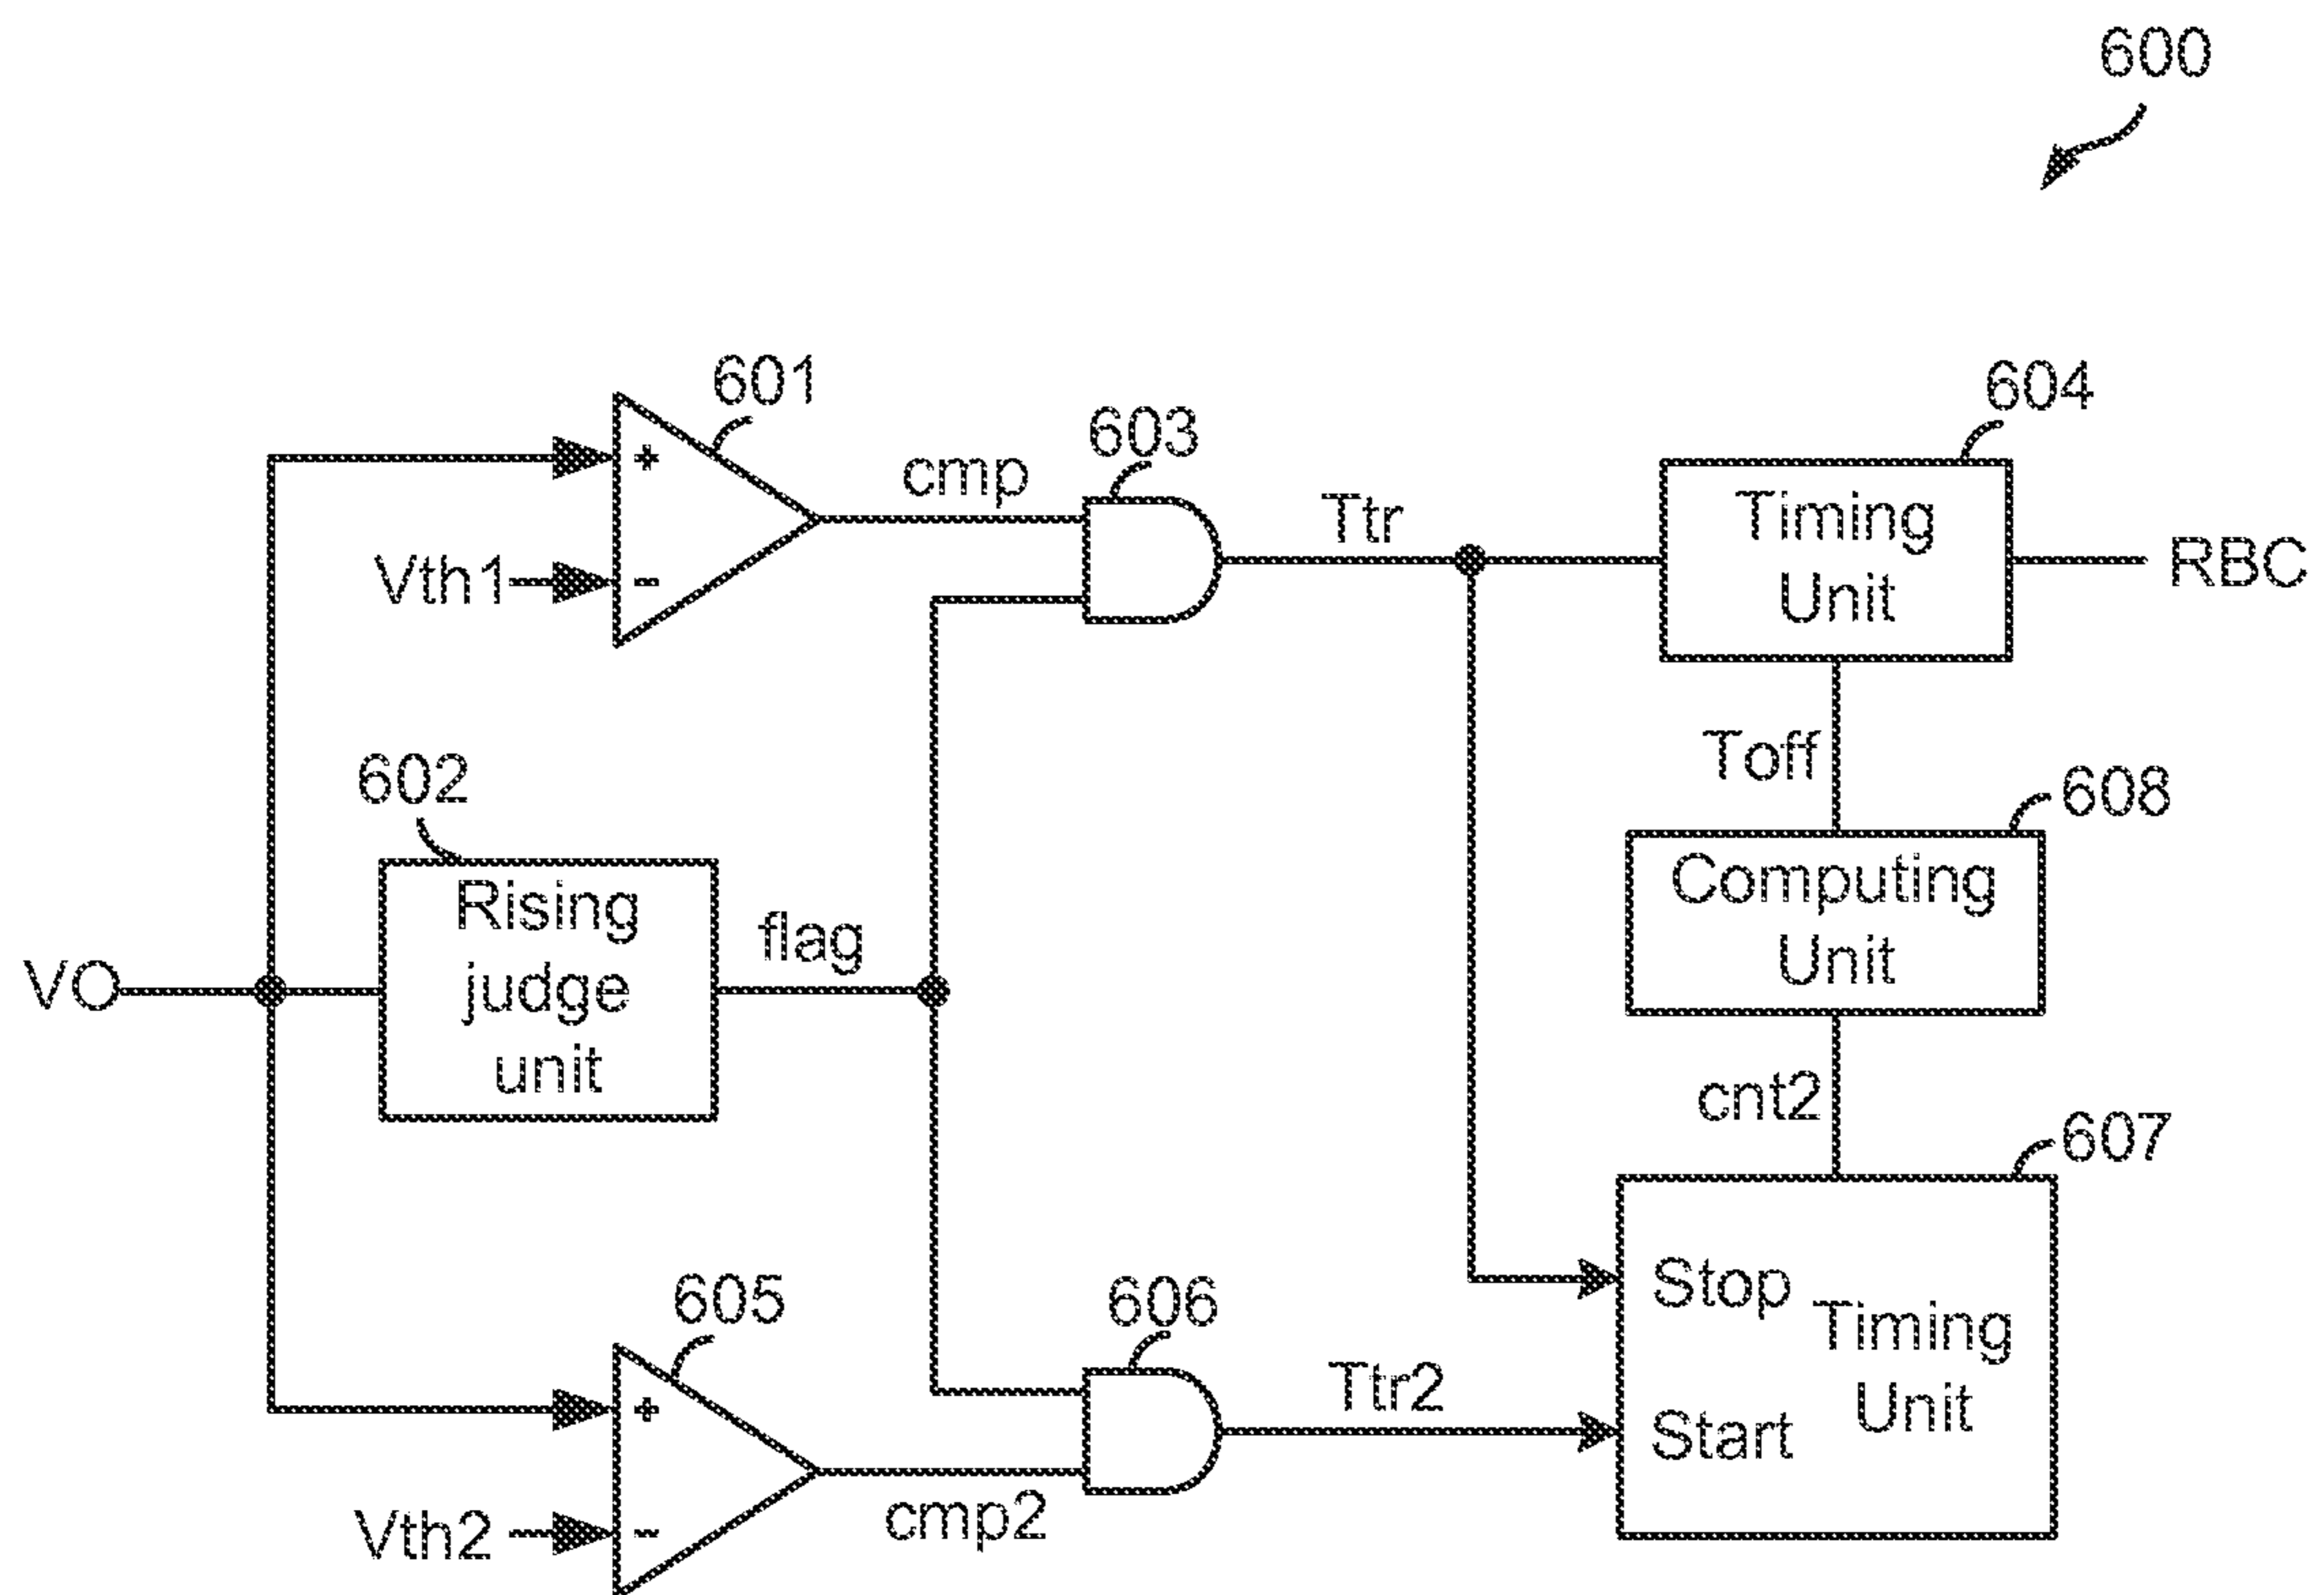 600
601
cmp
603
Ttr
604
Timing
Unit
RBC
+
Vth1
-
Toff
602
Rising
judge
unit
VO
flag
608
Computing
Unit
cnt2
607
Stop
Start
Timing
Unit
605
+
Vth2
-
cmp2
606
Ttr2